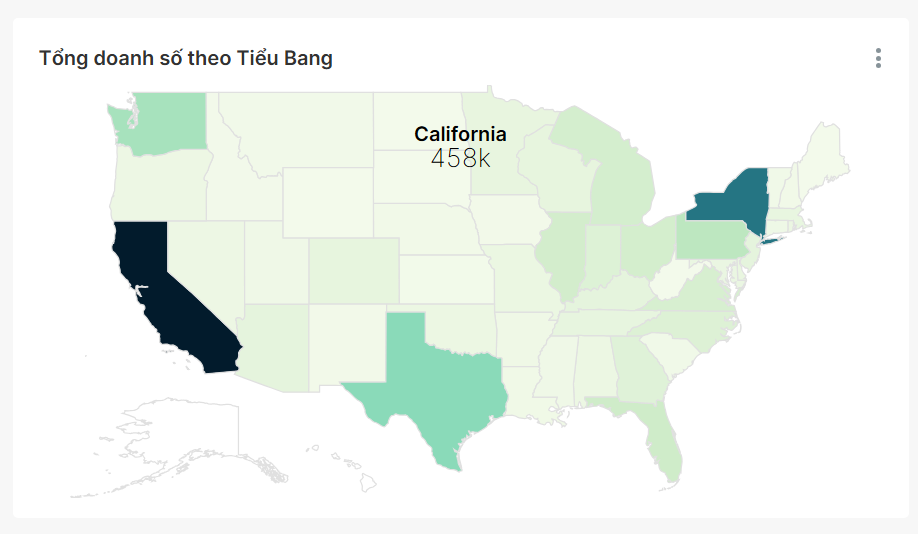 Tổng doanh số theo Tiểu Bang
California
458k